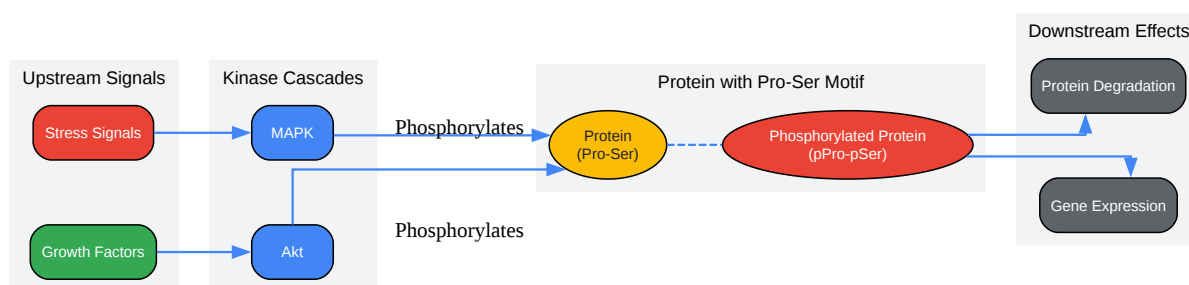 Upstream Signals
Stress Signals
Growth Factors
Kinase Cascades
MAPK
Akt
Phosphorylates
Phosphorylates
Protein with Pro-Ser Motif
Protein
(Pro-Ser)
Phosphorylated Protein
(pPro-pSer)
Downstream Effects
Protein Degradation
Gene Expression